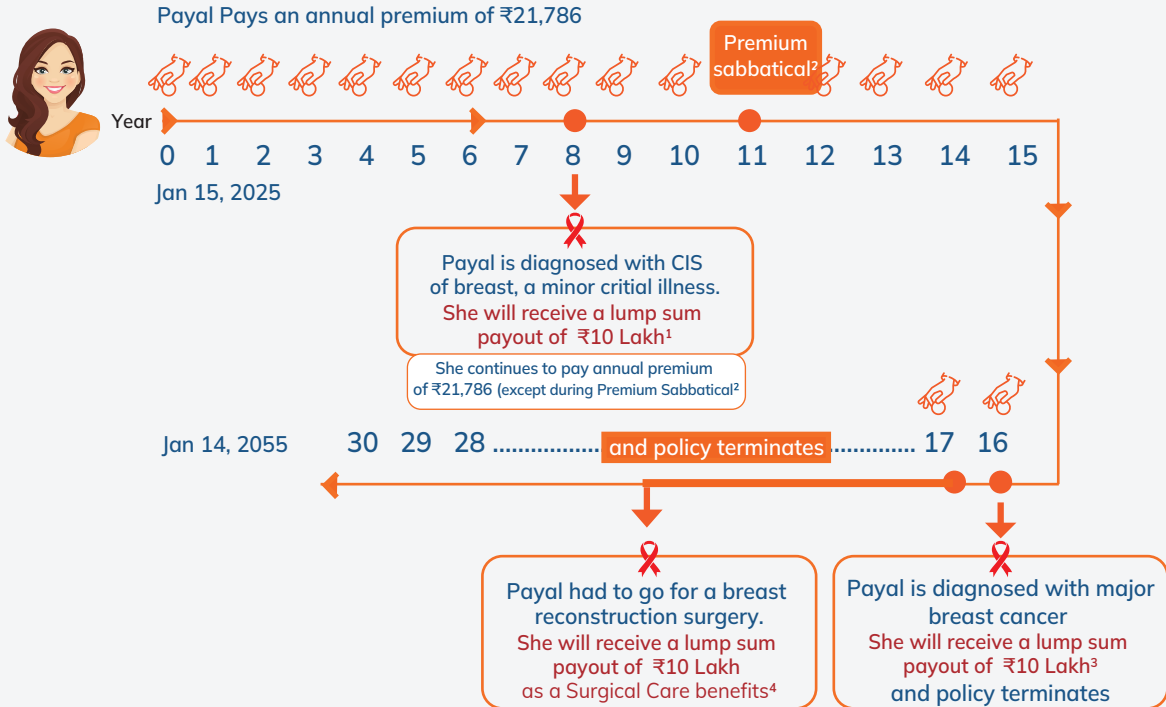 Payal Pays an annual premium of ₹21,786
Premium
sabbatical²
Year
0 1 2 3 4 5 6 7 8 9 10 11 12 13 14 15
Jan 15, 2025
Payal is diagnosed with CIS
of breast, a minor critial illness.
She will receive a lump sum
payout of ₹10 Lakh¹
She continues to pay annual premium
of ₹21,786 (except during Premium Sabbatical²
Jan 14, 2055 30 29 28 ................ and policy terminates ............. 17 16
Payal had to go for a breast
reconstruction surgery.
She will receive a lump sum
payout of ₹10 Lakh
as a Surgical Care benefits⁴
Payal is diagnosed with major
breast cancer
She will receive a lump sum
payout of ₹10 Lakh³
and policy terminates